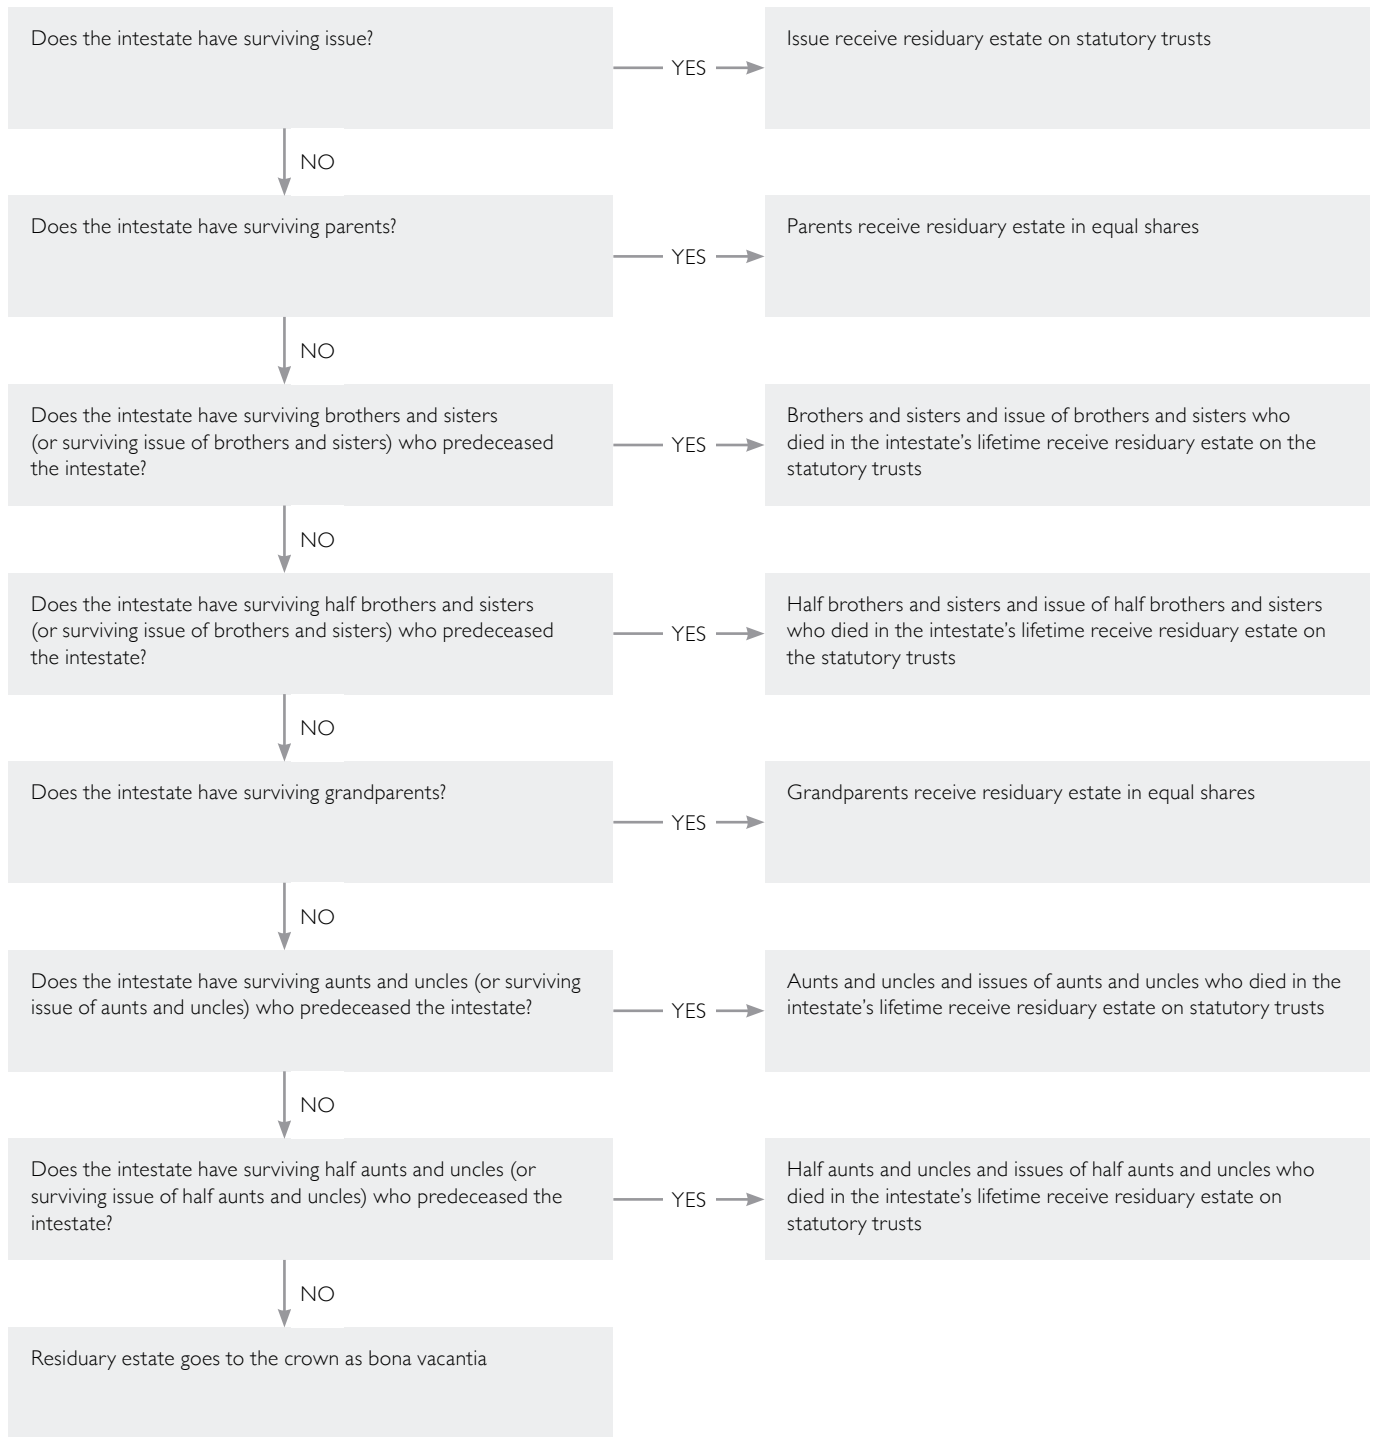 Does the intestate have surviving issue?
YES
Issue receive residuary estate on statutory trusts
NO
Does the intestate have surviving parents?
YES
Parents receive residuary estate in equal shares
NO
Does the intestate have surviving brothers and sisters
(or surviving issue of brothers and sisters) who predeceased
the intestate?
YES
Brothers and sisters and issue of brothers and sisters who
died in the intestate's lifetime receive residuary estate on the
statutory trusts
NO
Does the intestate have surviving half brothers and sisters
(or surviving issue of brothers and sisters) who predeceased
the intestate?
YES
Half brothers and sisters and issue of half brothers and sisters
who died in the intestate's lifetime receive residuary estate on
the statutory trusts
NO
Does the intestate have surviving grandparents?
YES
Grandparents receive residuary estate in equal shares
NO
Does the intestate have surviving aunts and uncles (or surviving
issue of aunts and uncles) who predeceased the intestate?
YES
Aunts and uncles and issues of aunts and uncles who died in the
intestate's lifetime receive residuary estate on statutory trusts
NO
Does the intestate have surviving half aunts and uncles (or
surviving issue of half aunts and uncles) who predeceased the
intestate?
YES
Half aunts and uncles and issues of half aunts and uncles who
died in the intestate's lifetime receive residuary estate on
statutory trusts
NO
Residuary estate goes to the crown as bona vacantia